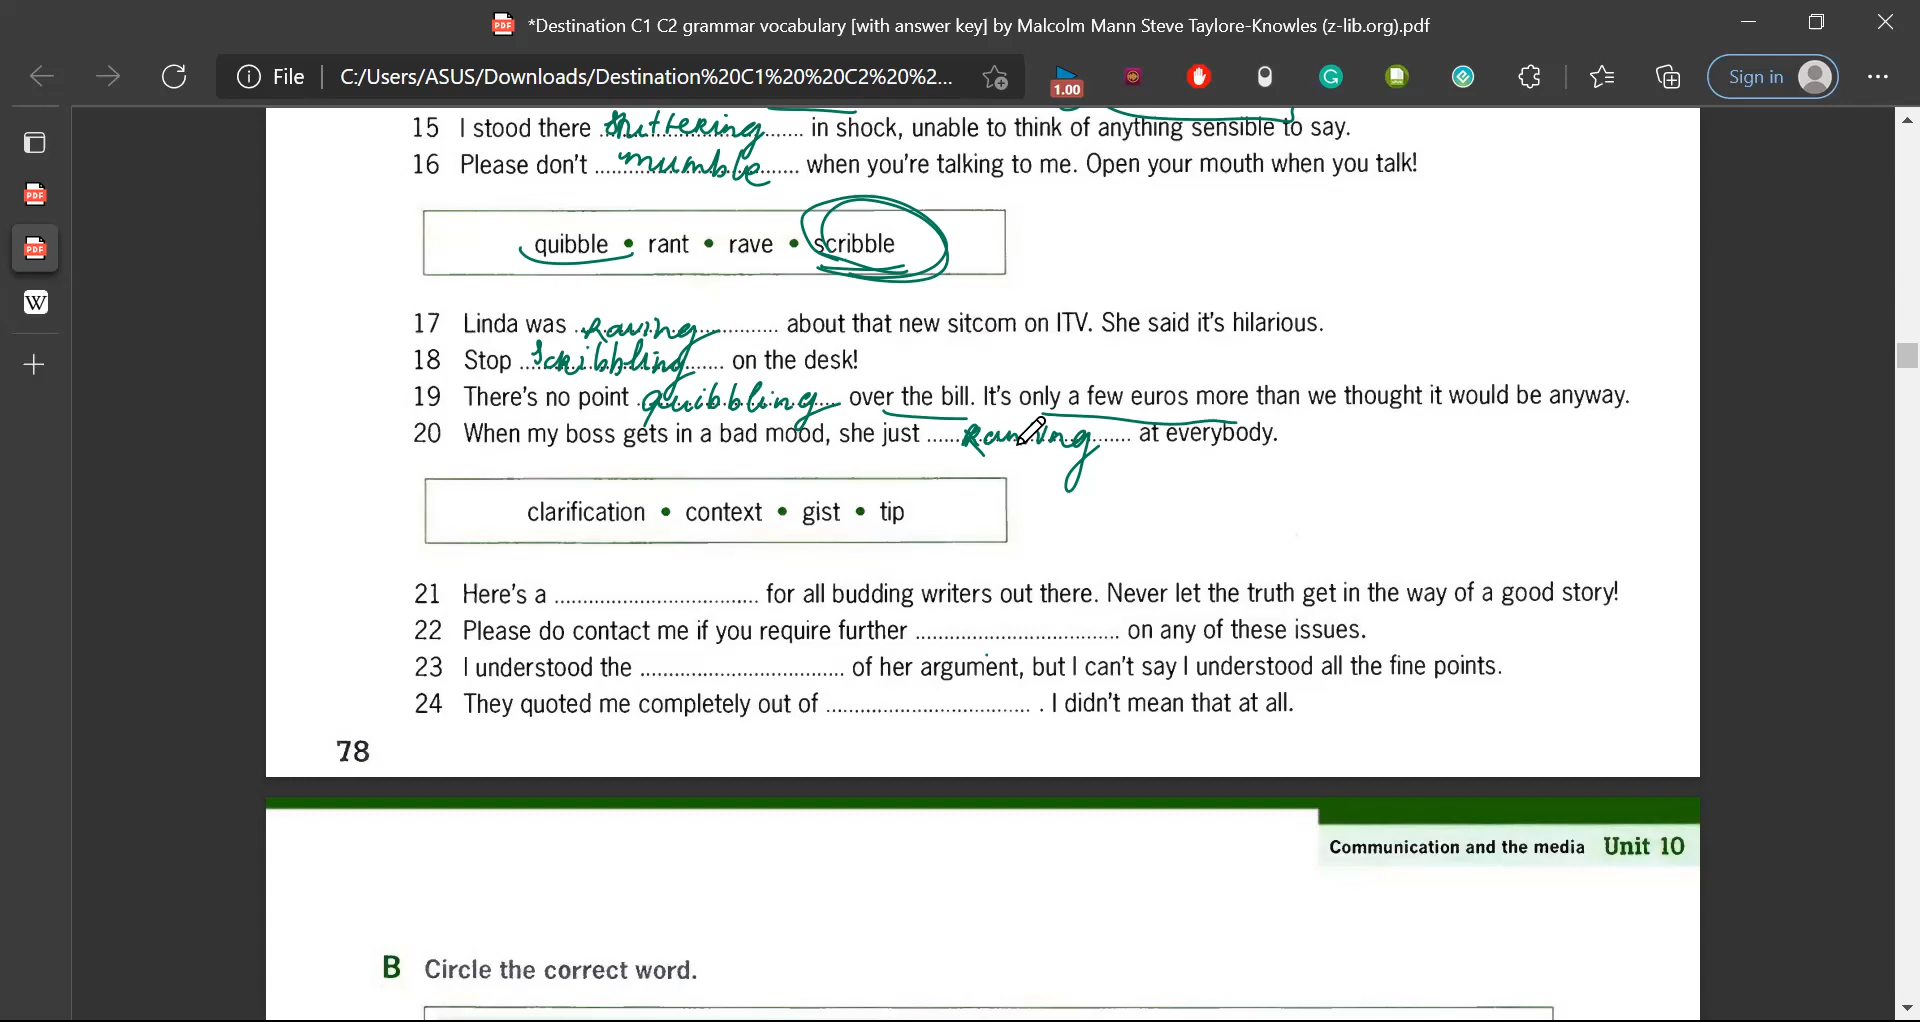 *Destination C1 C2 grammar vocabulary [with answer key] by Malcolm Mann Steve Taylore-Knowles (z-lib.org).pdf
File C:/Users/ASUS/Downloads/Destination%20C1%20%20C2%20%2... 1.00 Sign in
15 I stood there stuttering in shock, unable to think of anything sensible to say.
16 Please don't mumble when you're talking to me. Open your mouth when you talk!
quibble • rant • rave • scribble
17 Linda was Raving about that new sitcom on ITV. She said it's hilarious.
18 Stop Scribbling on the desk!
19 There's no point quibbling over the bill. It's only a few euros more than we thought it would be anyway.
20 When my boss gets in a bad mood, she just at everybody.
clarification • context • gist • tip
21 Here's a for all budding writers out there. Never let the truth get in the way of a good story!
22 Please do contact me if you require further on any of these issues.
23 I understood the of her argument, but I can't say I understood all the fine points.
24 They quoted me completely out of . I didn't mean that at all.
78
Communication and the media Unit 10
B Circle the correct word.